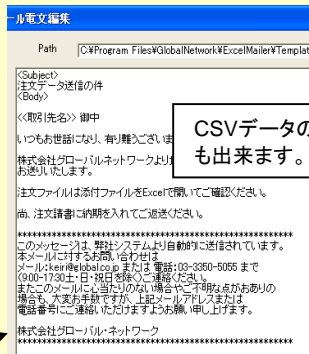 ール電文編集
Path C:¥Program Files¥GlobalNetwork¥ExcelMailer¥Templat
<Subject>
注文データ送信の件
<Body>
<<取引先名>> 御中
いつもお世話になり、有り難うございま
株式会社グローバルネットワークより
お送りいたします。
CSVデータの
も出来ます。
注文ファイルは添付ファイルをExcelで開いてご確認ください。
尚、注文請書に納期を入れてご返送ください。
**************************************************
このメッセージは、弊社システムより自動的に送信されています。
本メールに対するお問い合わせは
メール:keiri@eglobal.co.jp または 電話:03-3350-5055 まで
(9:00-17:30土・日・祝日を除く)ご連絡ください。
またこのメールに心当たりのない場合やご不明な点がおありの
場合も、大変お手数ですが、上記メールアドレスまたは
電話番号にご連絡いただけますようお願い申し上げます。
株式会社グローバル・ネットワーク
**************************************************